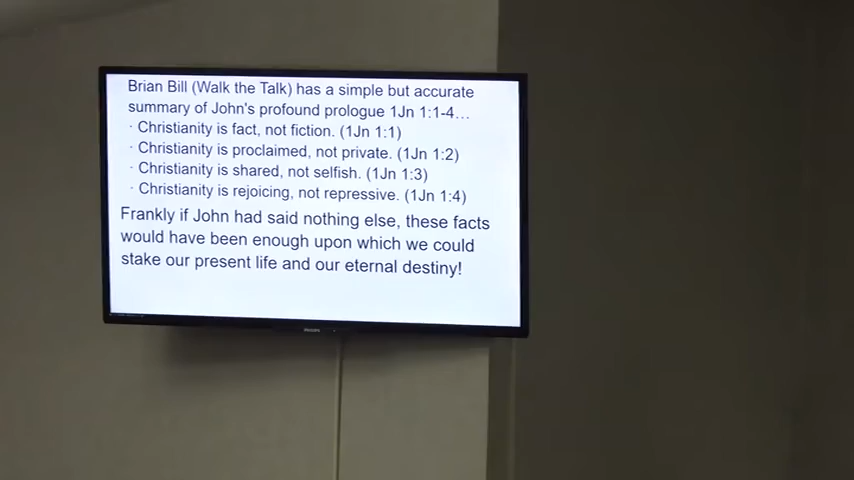 Brian Bill (Walk the Talk) has a simple but accurate
summary of John's profound prologue 1Jn 1:1-4…
· Christianity is fact, not fiction. (1Jn 1:1)
· Christianity is proclaimed, not private. (1Jn 1:2)
· Christianity is shared, not selfish. (1Jn 1:3)
· Christianity is rejoicing, not repressive. (1Jn 1:4)
Frankly if John had said nothing else, these facts
would have been enough upon which we could
stake our present life and our eternal destiny!
PHILIPS